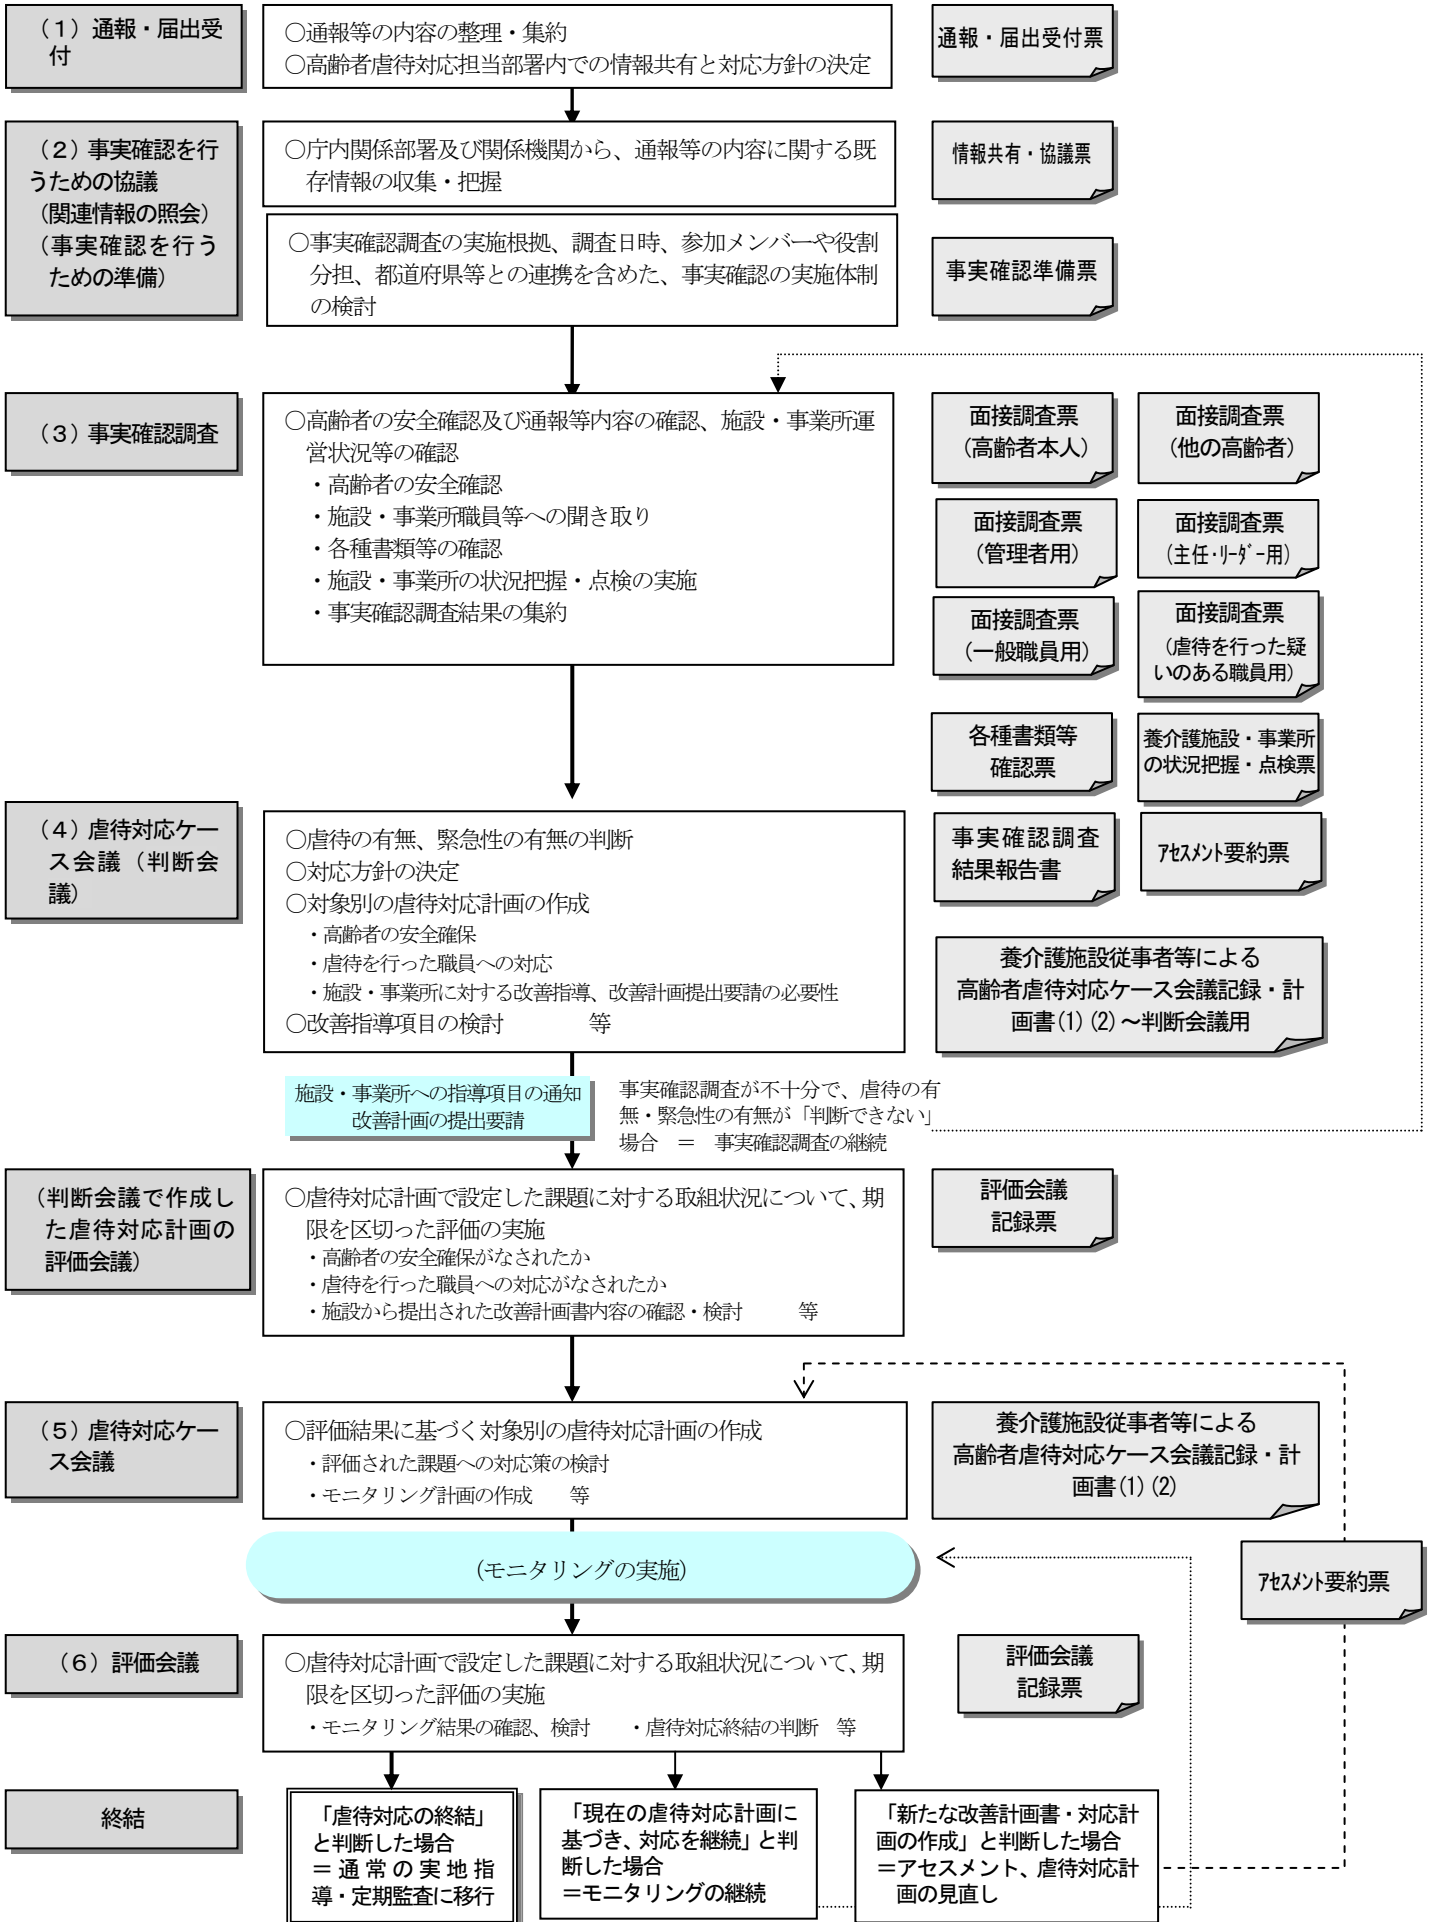 （１）通報・届出受
付
○通報等の内容の整理・集約
○高齢者虐待対応担当部署内での情報共有と対応方針の決定
通報・届出受付票
（２）事実確認を行
うための協議
（関連情報の照会）
（事実確認を行う
ための準備）
○庁内関係部署及び関係機関から、通報等の内容に関する既
存情報の収集・把握
情報共有・協議票
○事実確認調査の実施根拠、調査日時、参加メンバーや役割
分担、都道府県等との連携を含めた、事実確認の実施体制
の検討
事実確認準備票
（３）事実確認調査
○高齢者の安全確認及び通報等内容の確認、施設・事業所運
営状況等の確認
・高齢者の安全確認
・施設・事業所職員等への聞き取り
・各種書類等の確認
・施設・事業所の状況把握・点検の実施
・事実確認調査結果の集約
面接調査票
（高齢者本人）
面接調査票
（他の高齢者）
面接調査票
（管理者用）
面接調査票
（主任・ﾘｰﾀﾞｰ用）
面接調査票
（一般職員用）
面接調査票
（虐待を行った疑
いのある職員用）
各種書類等
確認票
養介護施設・事業所
の状況把握・点検票
（４）虐待対応ケー
ス会議（判断会
議）
○虐待の有無、緊急性の有無の判断
○対応方針の決定
○対象別の虐待対応計画の作成
・高齢者の安全確保
・虐待を行った職員への対応
・施設・事業所に対する改善指導、改善計画提出要請の必要性
○改善指導項目の検討　　　　等
事実確認調査
結果報告書
ｱｾｽﾒﾝﾄ要約票
養介護施設従事者等による
高齢者虐待対応ケース会議記録・計
画書(1)(2)～判断会議用
施設・事業所への指導項目の通知
改善計画の提出要請
事実確認調査が不十分で、虐待の有
無・緊急性の有無が「判断できない」
場合　＝　事実確認調査の継続
（判断会議で作成し
た虐待対応計画の
評価会議）
○虐待対応計画で設定した課題に対する取組状況について、期
限を区切った評価の実施
・高齢者の安全確保がなされたか
・虐待を行った職員への対応がなされたか
・施設から提出された改善計画書内容の確認・検討　　　等
評価会議
記録票
（５）虐待対応ケー
ス会議
○評価結果に基づく対象別の虐待対応計画の作成
・評価された課題への対応策の検討
・モニタリング計画の作成　　等
養介護施設従事者等による
高齢者虐待対応ケース会議記録・計
画書(1)(2)
（モニタリングの実施）
ｱｾｽﾒﾝﾄ要約票
（６）評価会議
○虐待対応計画で設定した課題に対する取組状況について、期
限を区切った評価の実施
・モニタリング結果の確認、検討　　・虐待対応終結の判断　等
評価会議
記録票
終結
「虐待対応の終結」
と判断した場合
＝通常の実地指
導・定期監査に移行
「現在の虐待対応計画に
基づき、対応を継続」と判
断した場合
＝モニタリングの継続
「新たな改善計画書・対応計
画の作成」と判断した場合
＝アセスメント、虐待対応計
画の見直し